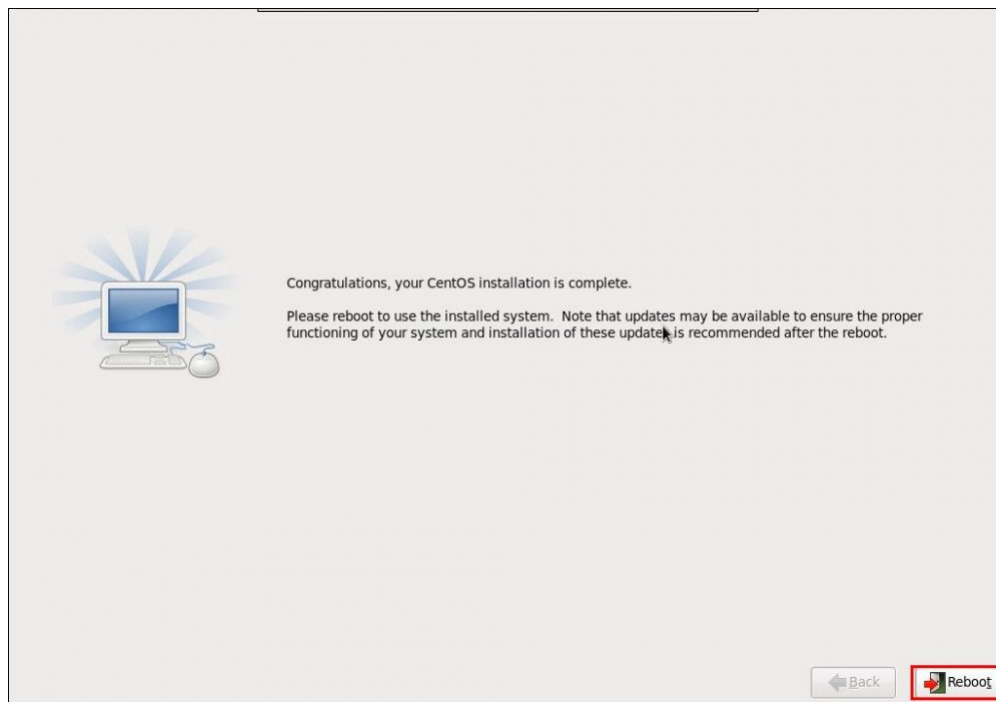 Congratulations, your CentOS installation is complete.
Please reboot to use the installed system. Note that updates may be available to ensure the proper
functioning of your system and installation of these updates is recommended after the reboot.
Back
Reboot